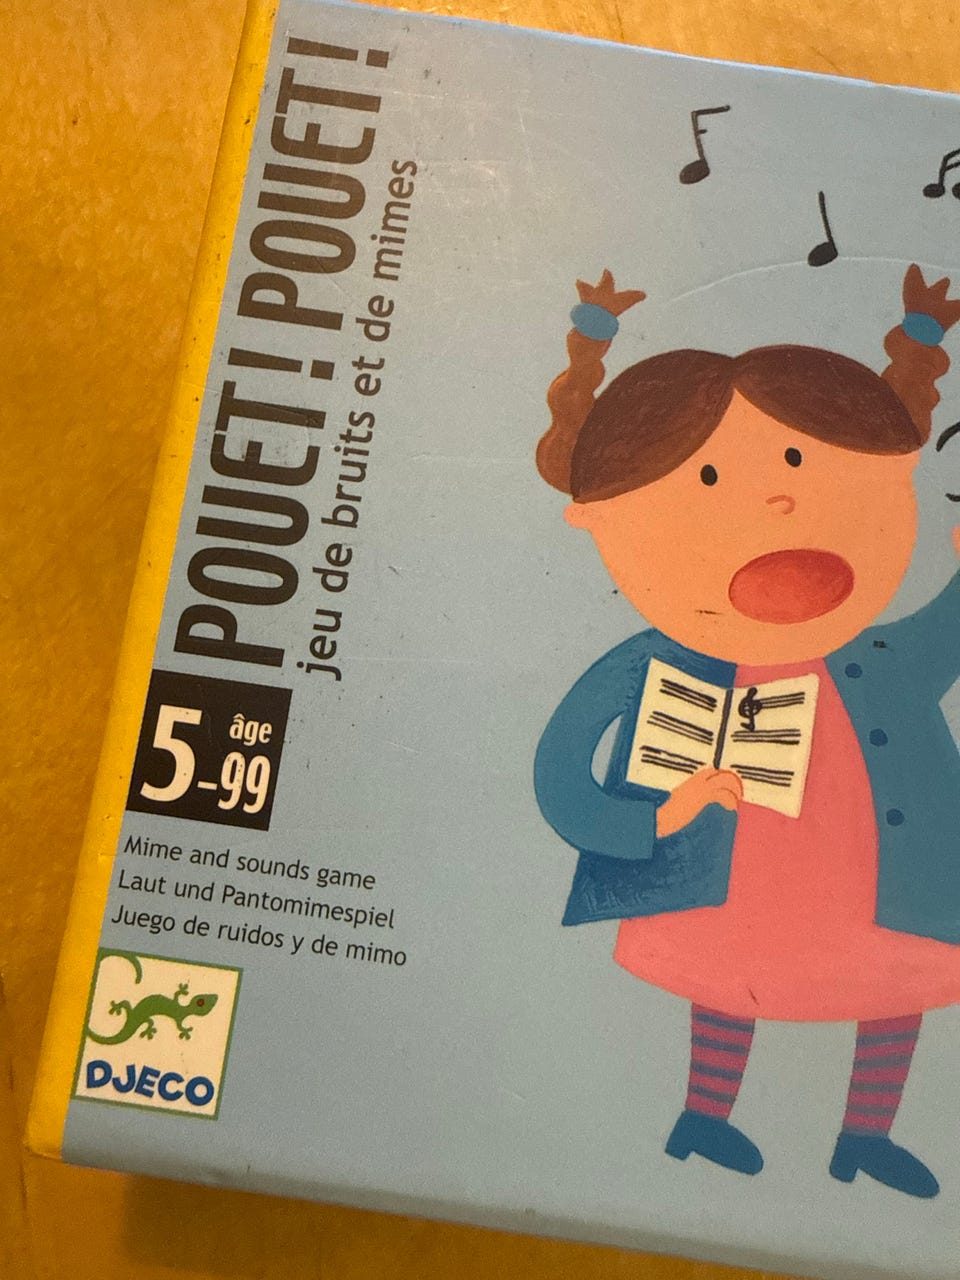 POUET! POUET!
jeu de bruits et de mimes
âge
5-99
Mime and sounds game
Laut und Pantomimespiel
Juego de ruidos y de mimo
DJECO